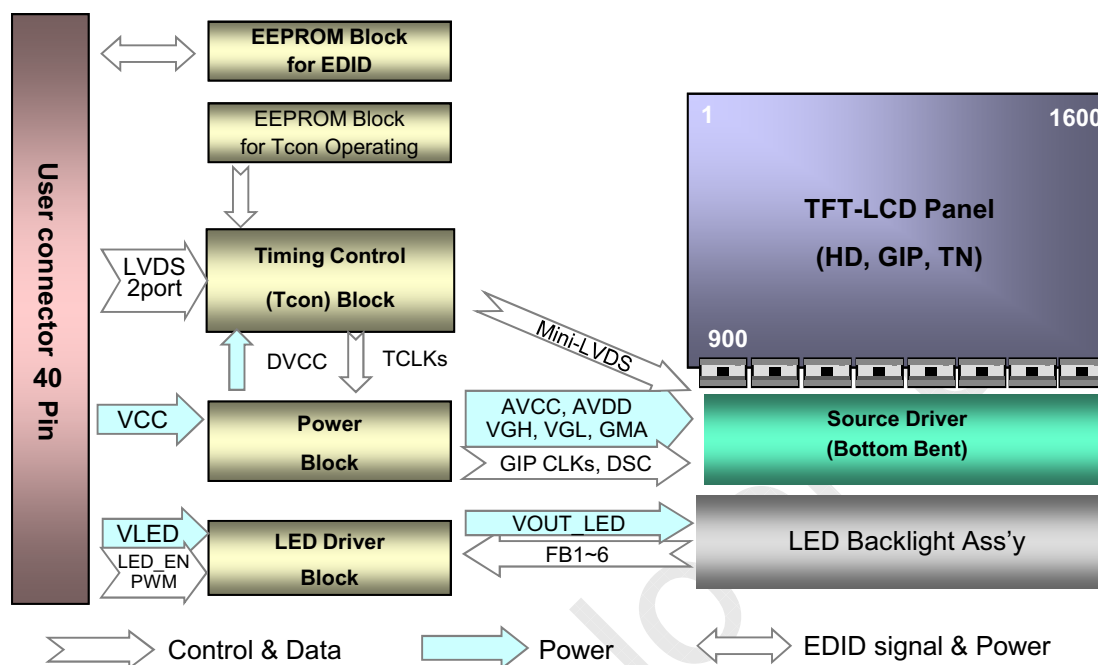 User connector 40 Pin
EEPROM Block
for EDID
EEPROM Block
for Tcon Operating
LVDS
2port
Timing Control
(Tcon) Block
DVCC
TCLKs
Mini-LVDS
VCC
Power
Block
AVCC, AVDD
VGH, VGL, GMA
GIP CLKs, DSC
VLED
LED_EN
PWM
LED Driver
Block
VOUT_LED
FB1~6
1
1600
TFT-LCD Panel
(HD, GIP, TN)
900
Source Driver
(Bottom Bent)
LED Backlight Ass'y
Control & Data
Power
EDID signal & Power